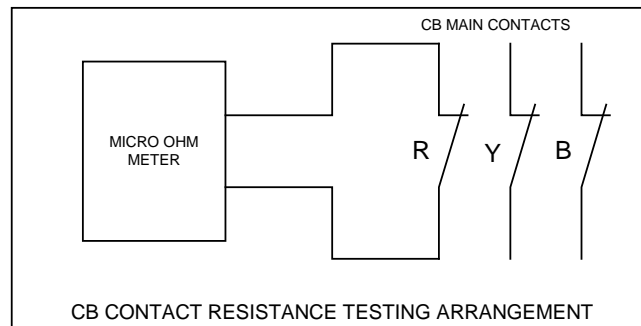 CB MAIN CONTACTS
MICRO OHM
METER
R Y B
CB CONTACT RESISTANCE TESTING ARRANGEMENT